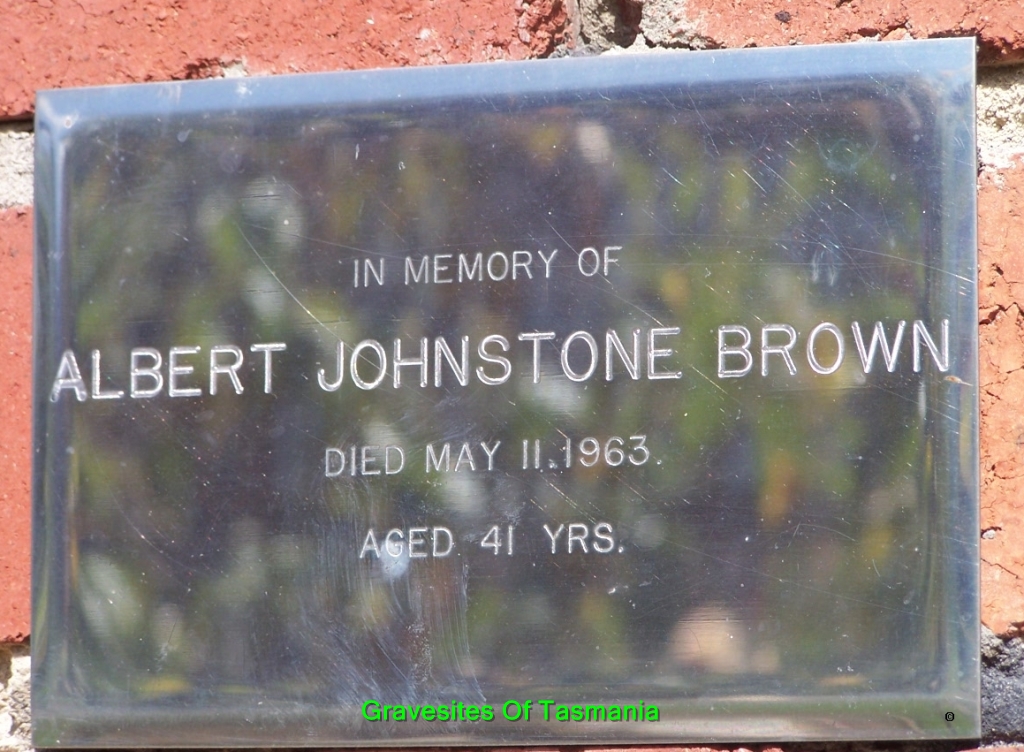 IN MEMORY OF
ALBERT JOHNSTONE BROWN
DIED MAY 11.1963.
AGED 41 YRS.
Gravesites Of Tasmania
©